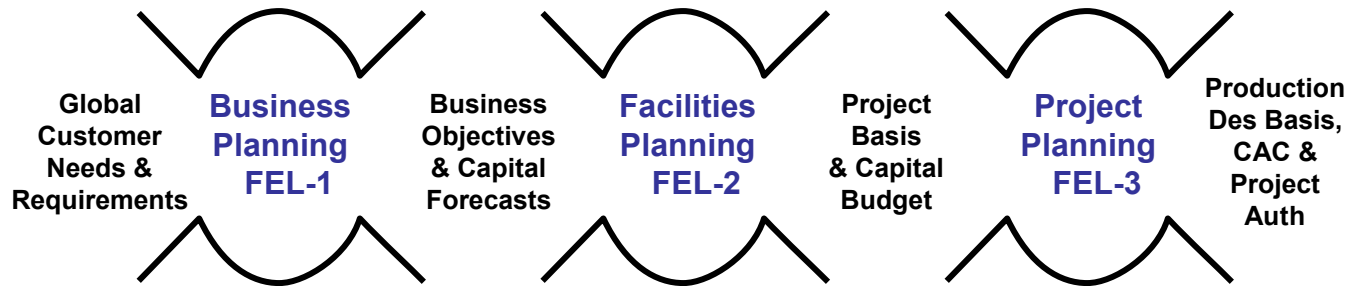 Global
Customer
Needs &
Requirements
Business
Planning
FEL-1
Business
Objectives
& Capital
Forecasts
Facilities
Planning
FEL-2
Project
Basis
& Capital
Budget
Project
Planning
FEL-3
Production
Des Basis,
CAC &
Project
Auth